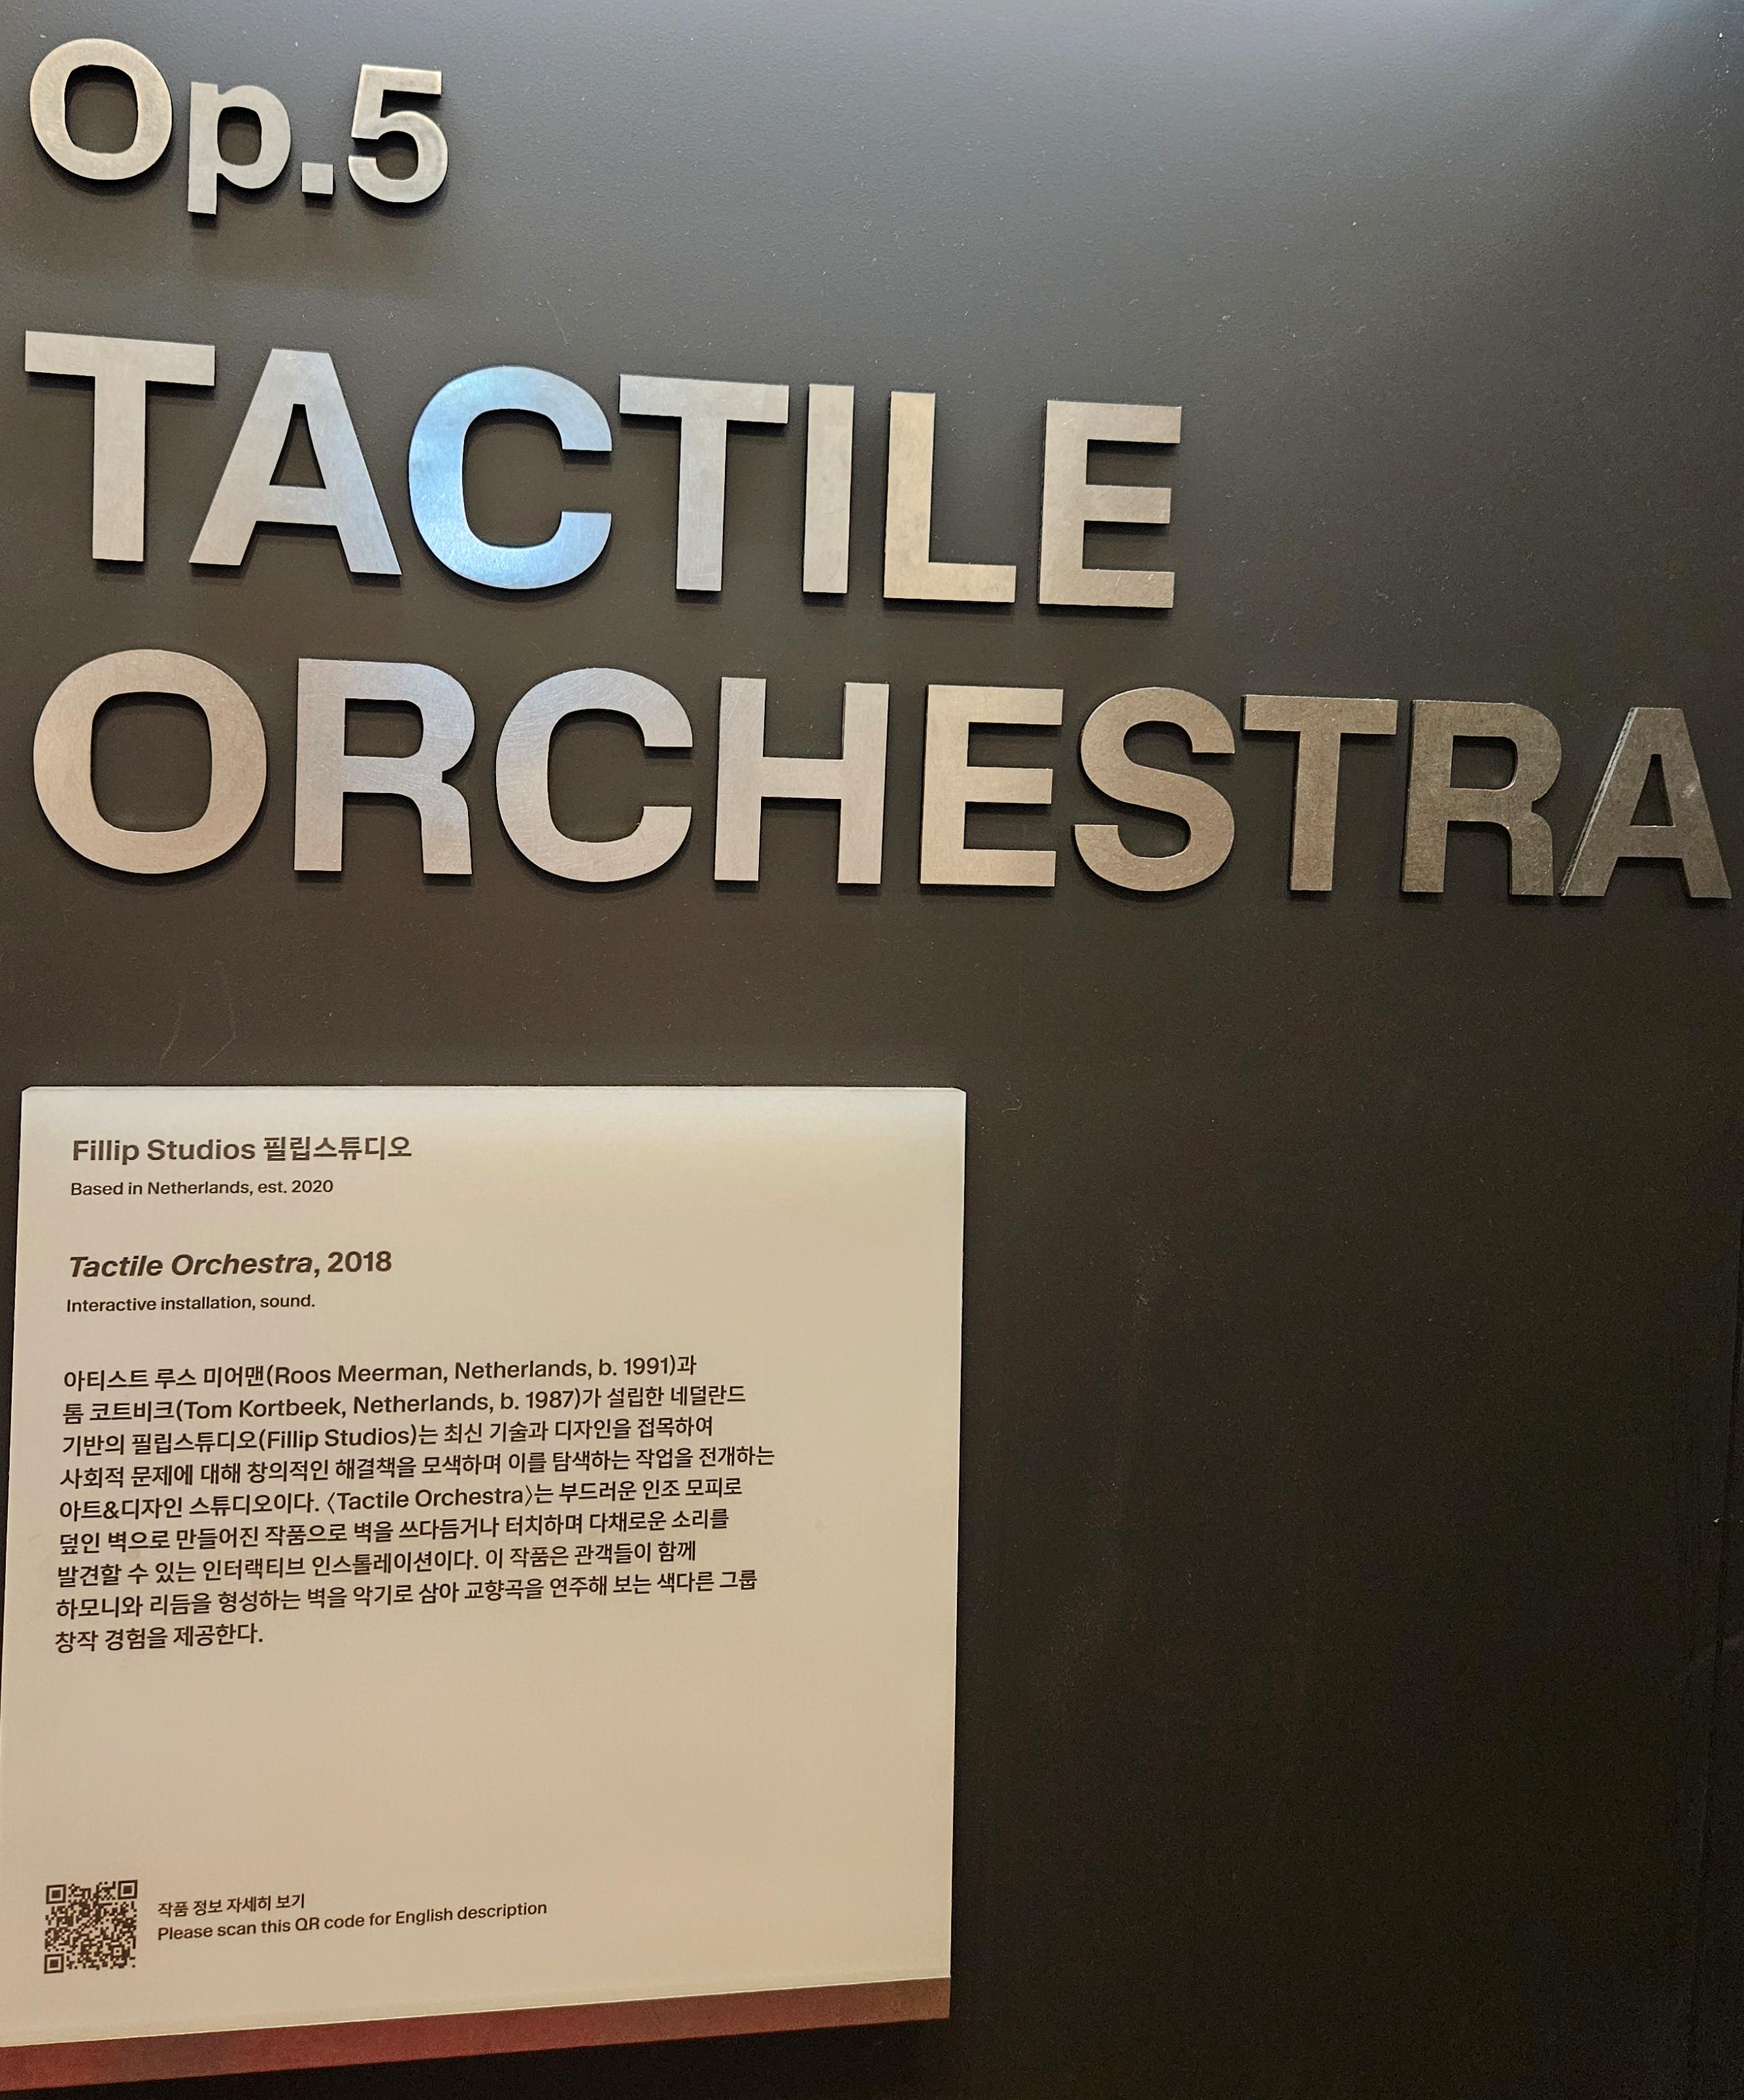 Op.5
TACTILE
ORCHESTRA
Fillip Studios 필립스튜디오
Based in Netherlands, est. 2020
Tactile Orchestra, 2018
Interactive installation, sound.
아티스트 루스 미어맨(Roos Meerman, Netherlands, b. 1991)과
톰 코트비크(Tom Kortbeek, Netherlands, b. 1987)가 설립한 네덜란드
기반의 필립스튜디오(Fillip Studios)는 최신 기술과 디자인을 접목하여
사회적 문제에 대해 창의적인 해결책을 모색하며 이를 탐색하는 작업을 전개하는
아트&디자인 스튜디오이다. 〈Tactile Orchestra〉는 부드러운 인조 모피로
덮인 벽으로 만들어진 작품으로 벽을 쓰다듬거나 터치하며 다채로운 소리를
발견할 수 있는 인터랙티브 인스톨레이션이다. 이 작품은 관객들이 함께
하모니와 리듬을 형성하는 벽을 악기로 삼아 교향곡을 연주해 보는 색다른 그룹
창작 경험을 제공한다.
작품 정보 자세히 보기
Please scan this QR code for English description